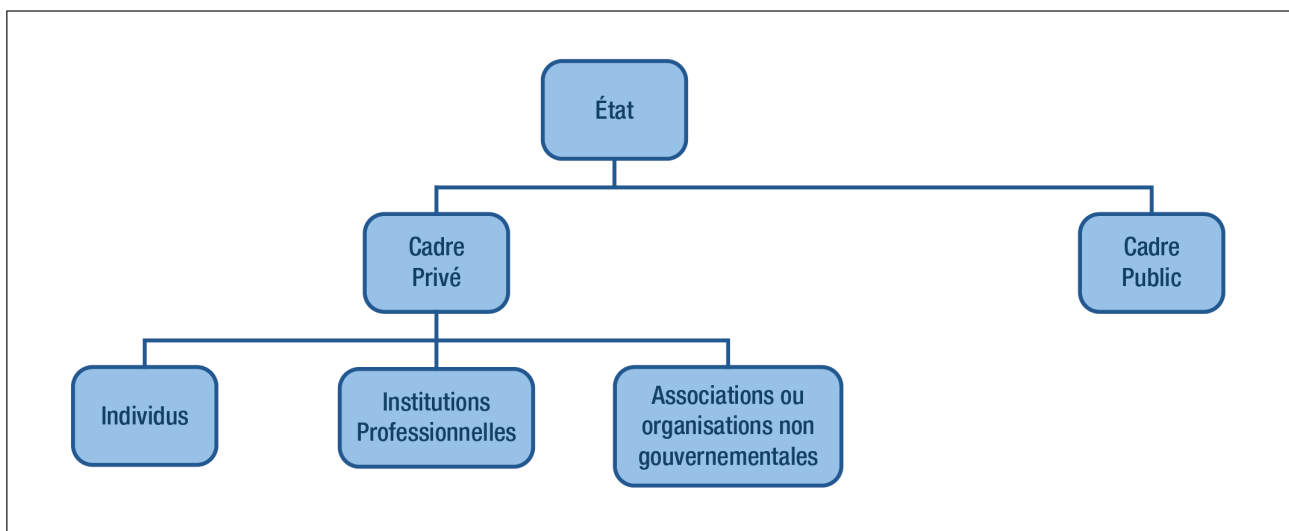 État
Cadre
Privé
Cadre
Public
Individus
Institutions
Professionnelles
Associations ou
organisations non
gouvernementales